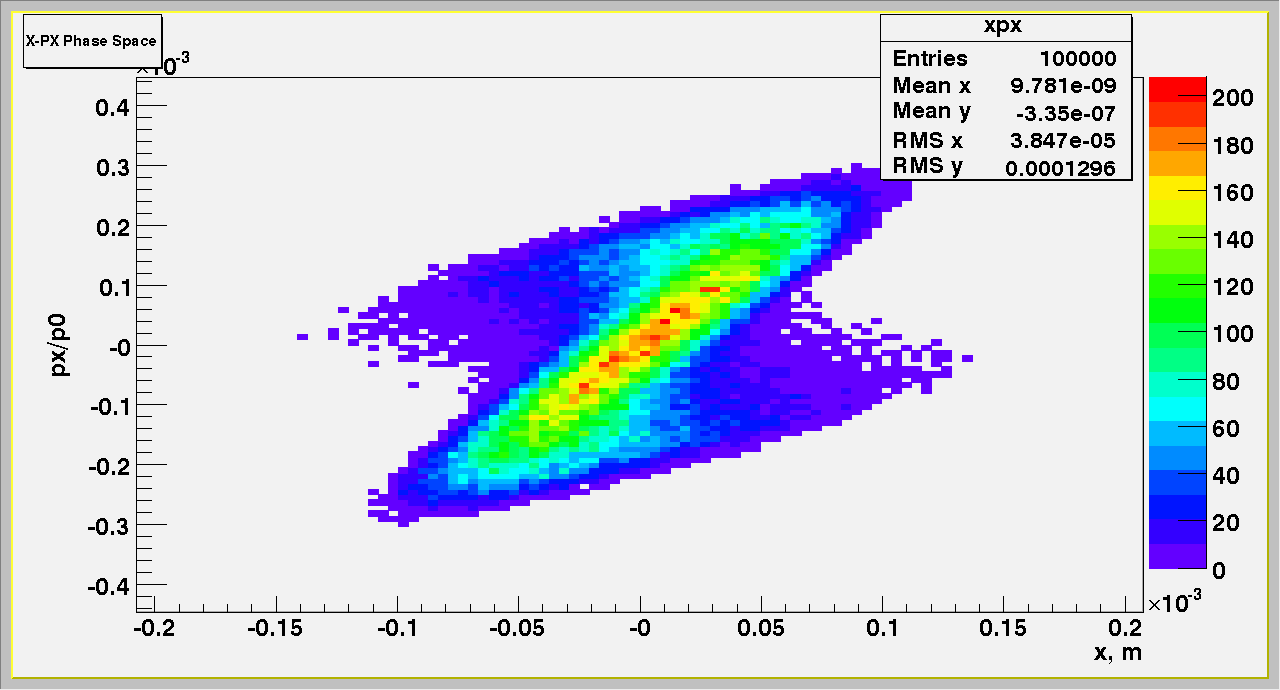 X-PX Phase Space
×10-3
xpx
Entries 100000
Mean x 9.781e-09
Mean y -3.35e-07
RMS x 3.847e-05
RMS y 0.0001296
0.4
0.3
0.2
0.1
-0
-0.1
-0.2
-0.3
-0.4
px/p0
200
180
160
140
120
100
80
60
40
20
0
-0.2 -0.15 -0.1 -0.05 -0 0.05 0.1 0.15 0.2
×10-3
x, m